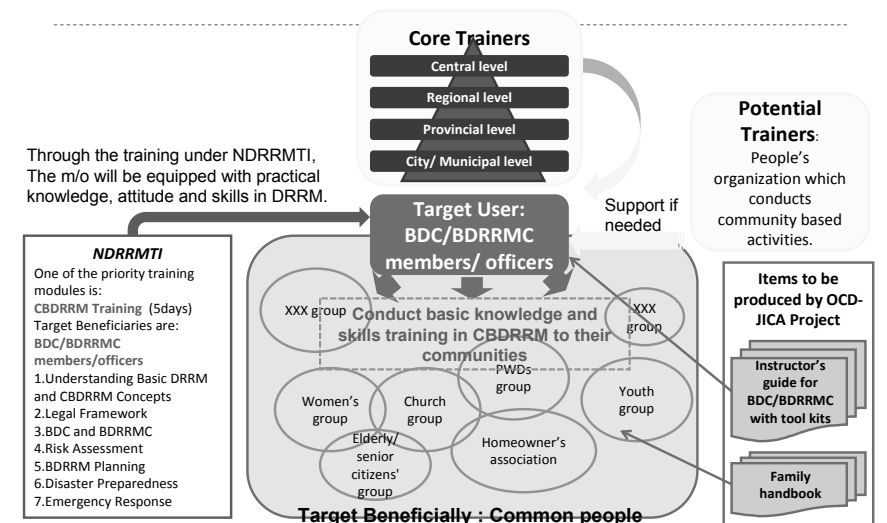 Core Trainers
Central level
Regional level
Provincial level
City/ Municipal level
Potential
Trainers:
People's
organization which
conducts
community based
activities.
Through the training under NDRRMTI,
The m/o will be equipped with practical
knowledge, attitude and skills in DRRM.
Target User:
BDC/BDRRMC
members/ officers
Support if
needed
NDRRMTI
One of the priority training
modules is:
CBDRRM Training (5days)
Target Beneficiaries are:
BDC/BDRRMC
members/officers
1.Understanding Basic DRRM
and CBDRRM Concepts
2.Legal Framework
3.BDC and BDRRMC
4.Risk Assessment
5.BDRRM Planning
6.Disaster Preparedness
7.Emergency Response
XXX group
Conduct basic knowledge and
skills training in CBDRRM to their
communities
XXX
group
PWDs
group
Women's
group
Church
group
Youth
group
Elderly/
senior
citizens'
group
Homeowner's
association
Target Beneficially : Common people
Items to be
produced by OCD-
JICA Project
Instructor's
guide for
BDC/BDRRMC
with tool kits
Family
handbook